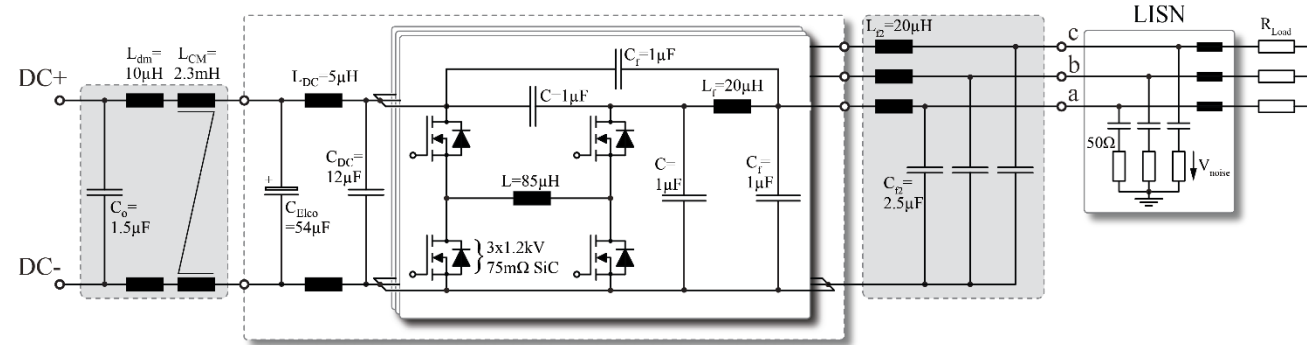 LISN
L_f2=20µH
R_Load
c
b
a
L_dm=
10µH
L_CM=
2.3mH
DC+
L_DC=5µH
C_f=1µF
C=1µF
L_f=20µH
C_DC=
12µF
C_o=
1.5µF
+
C_Elco
=54µF
L=85µH
C=
1µF
C_f=
1µF
C_f2=
2.5µF
50Ω
V_noise
3x1.2kV
75mΩ SiC
DC-